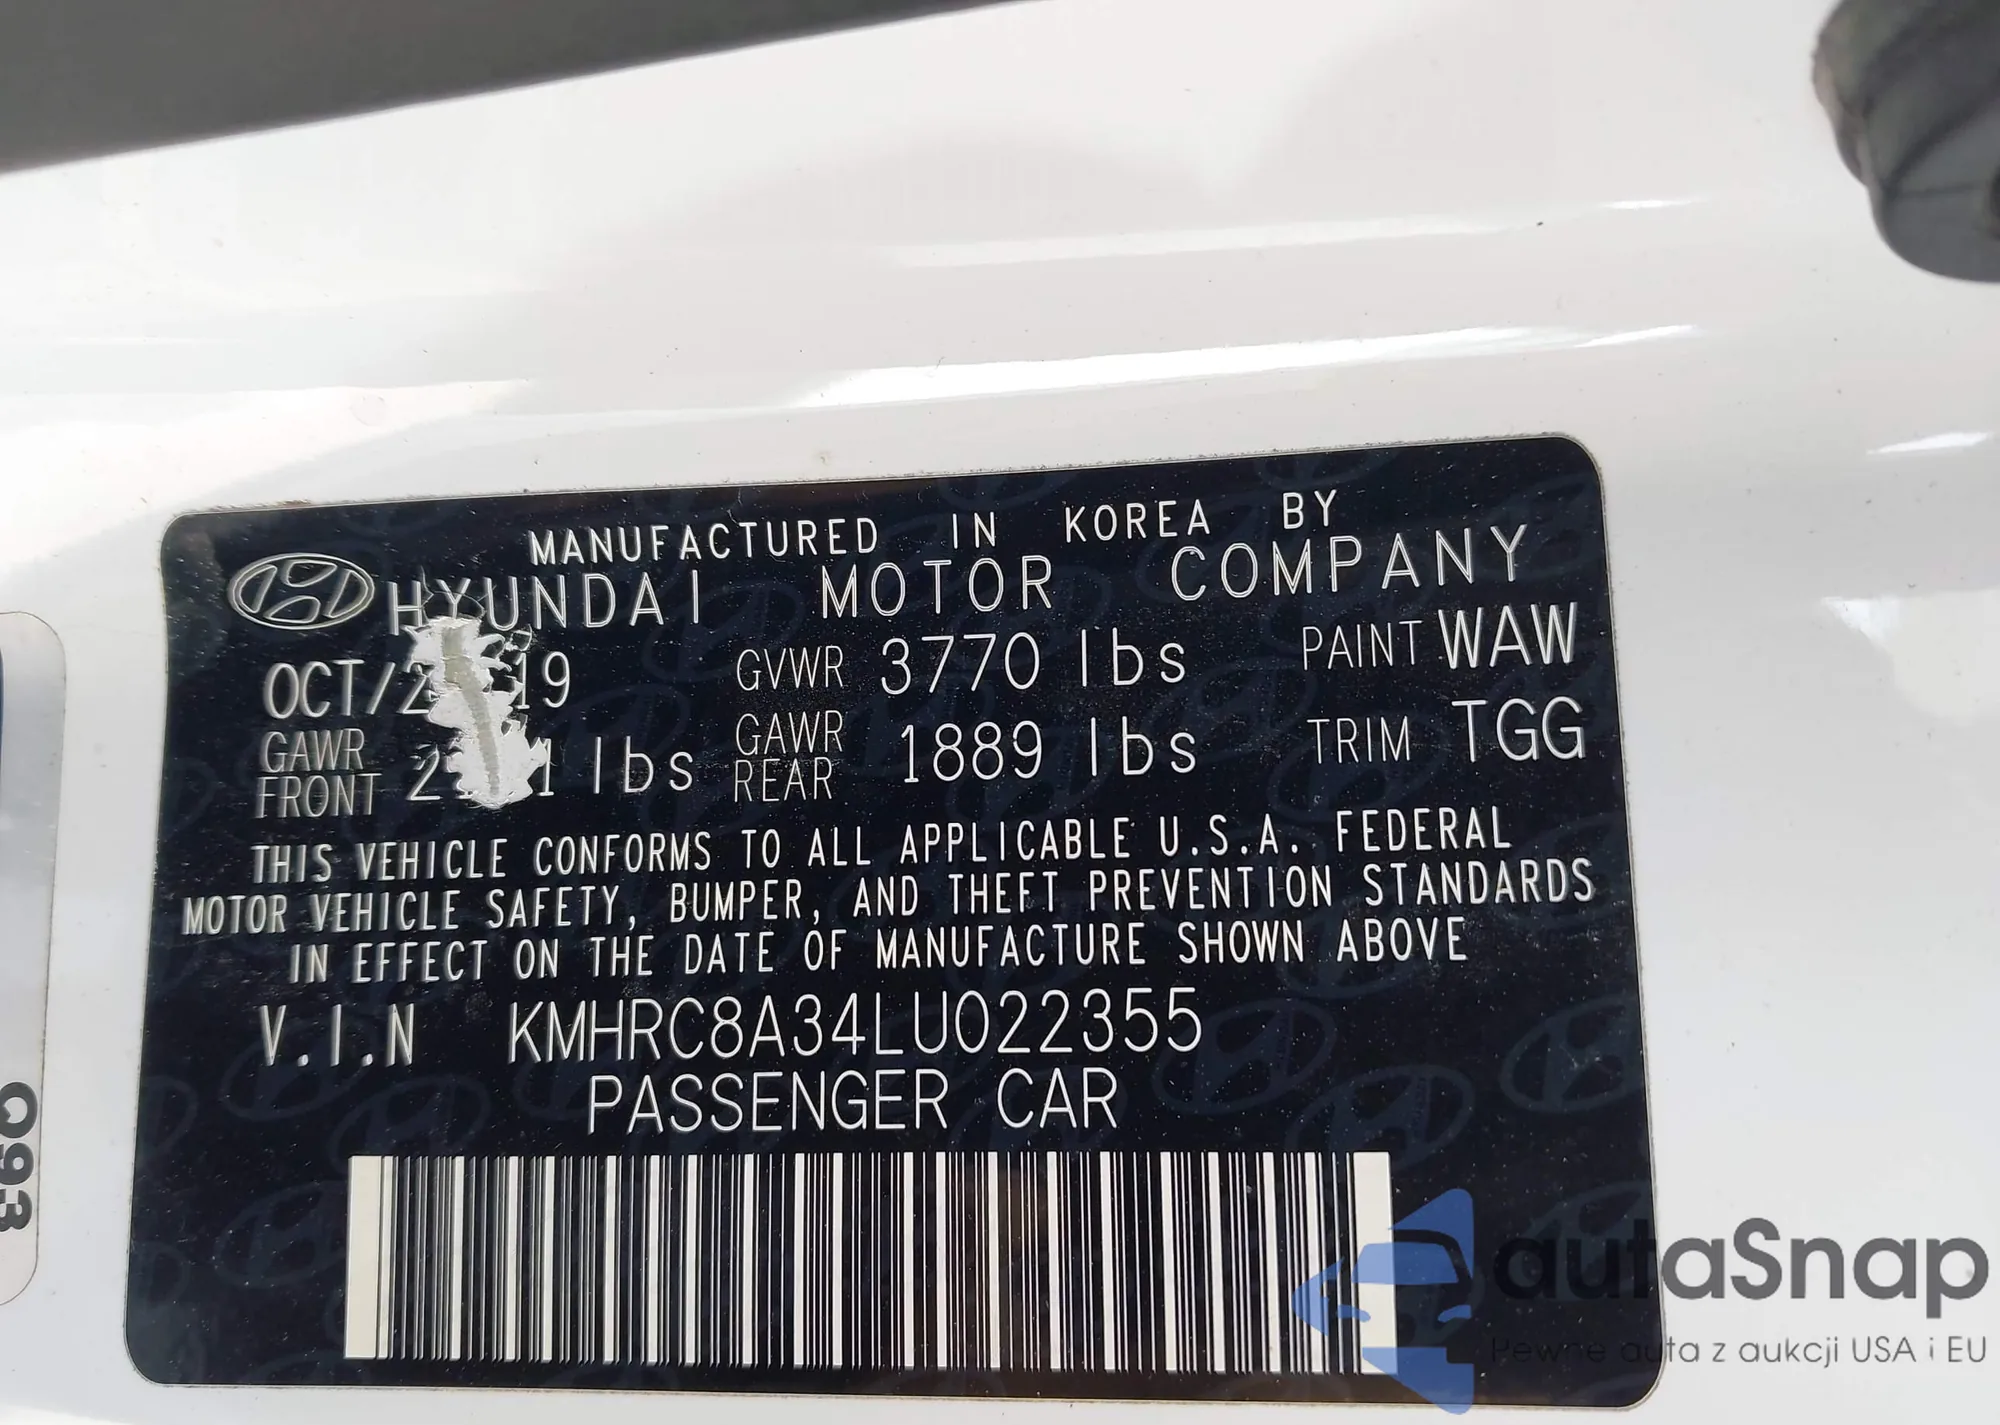 MANUFACTURED IN KOREA BY
HYUNDAI MOTOR COMPANY
GVWR 3770 lbs PAINT WAW
GAWR FRONT lbs GAWR REAR 1889 lbs TRIM TGG
THIS VEHICLE CONFORMS TO ALL APPLICABLE U.S.A. FEDERAL
MOTOR VEHICLE SAFETY, BUMPER, AND THEFT PREVENTION STANDARDS
IN EFFECT ON THE DATE OF MANUFACTURE SHOWN ABOVE
V.I.N KMHRC8A34LU022355
PASSENGER CAR
autaSnap
Pewne auta z aukcji USA i EU